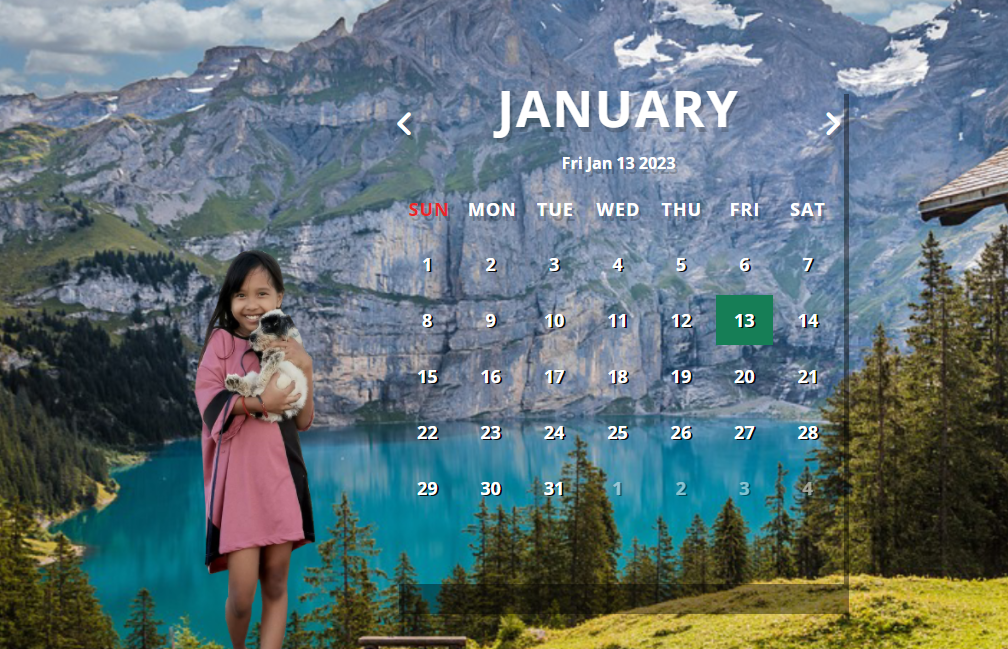 JANUARY
Fri Jan 13 2023
SUN MON TUE WED THU FRI SAT
1 2 3 4 5 6 7
8 9 10 11 12 13 14
15 16 17 18 19 20 21
22 23 24 25 26 27 28
29 30 31 1 2 3 4